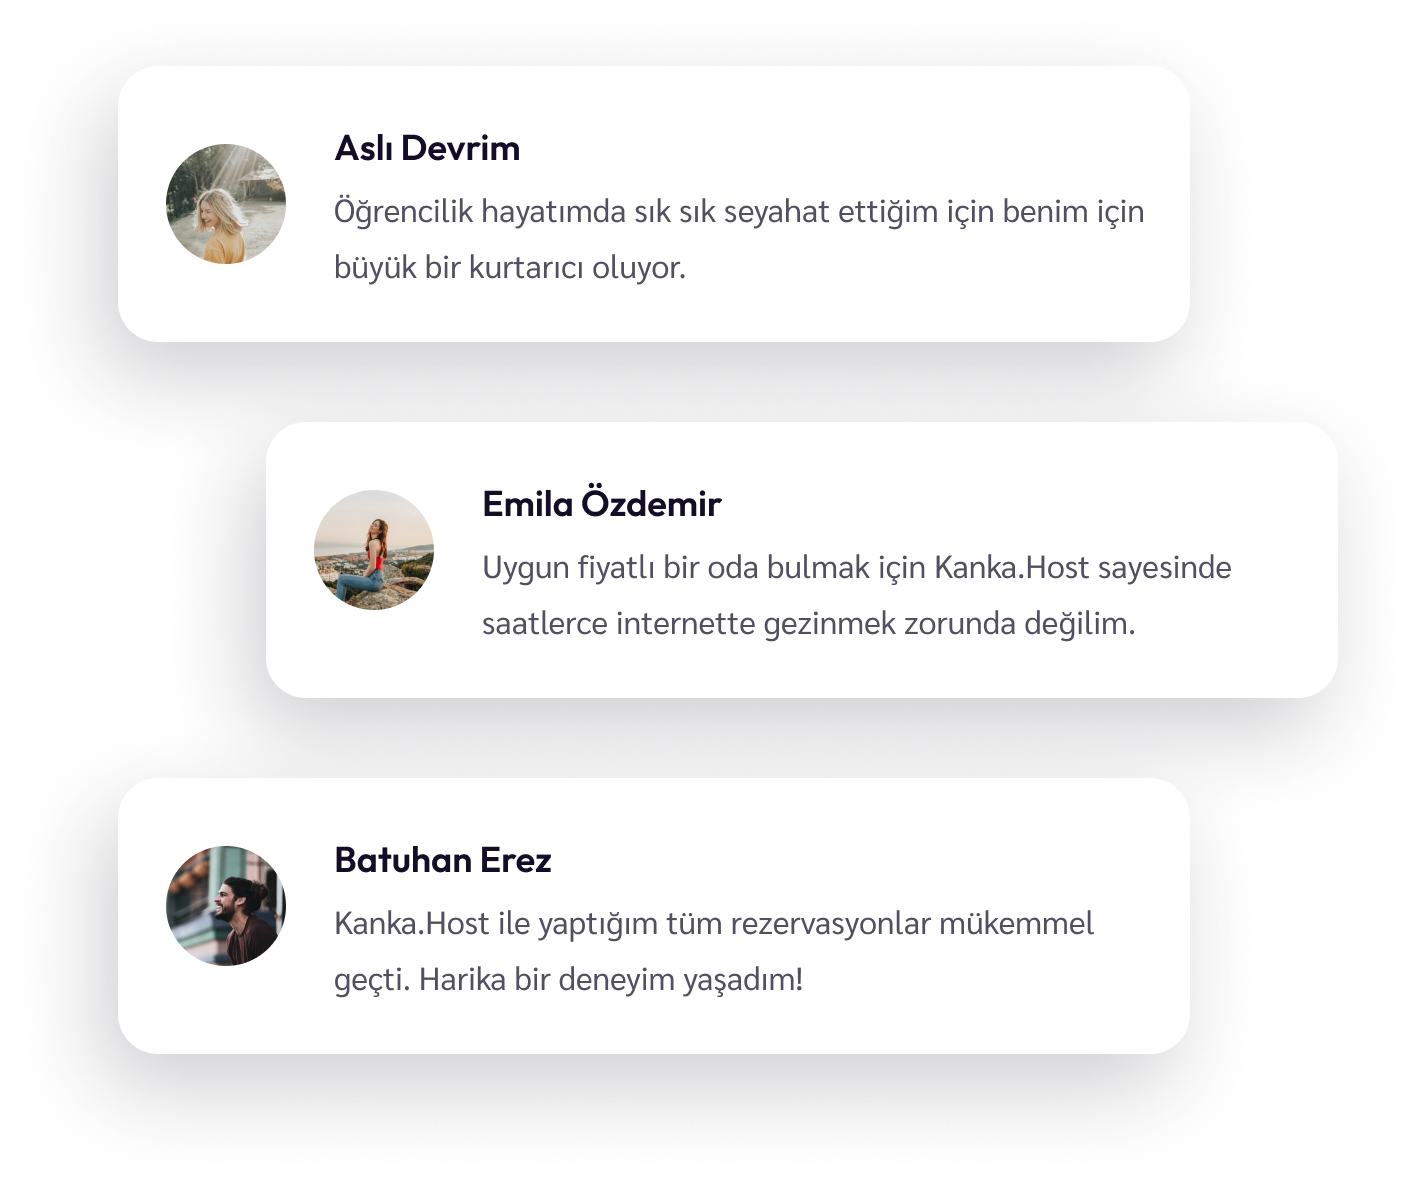 Aslı Devrim
Öğrencilik hayatımda sık sık seyahat ettiğim için benim için
büyük bir kurtarıcı oluyor.
Emila Özdemir
Uygun fiyatlı bir oda bulmak için Kanka.Host sayesinde
saatlerce internette gezinmek zorunda değilim.
Batuhan Erez
Kanka.Host ile yaptığım tüm rezervasyonlar mükemmel
geçti. Harika bir deneyim yaşadım!